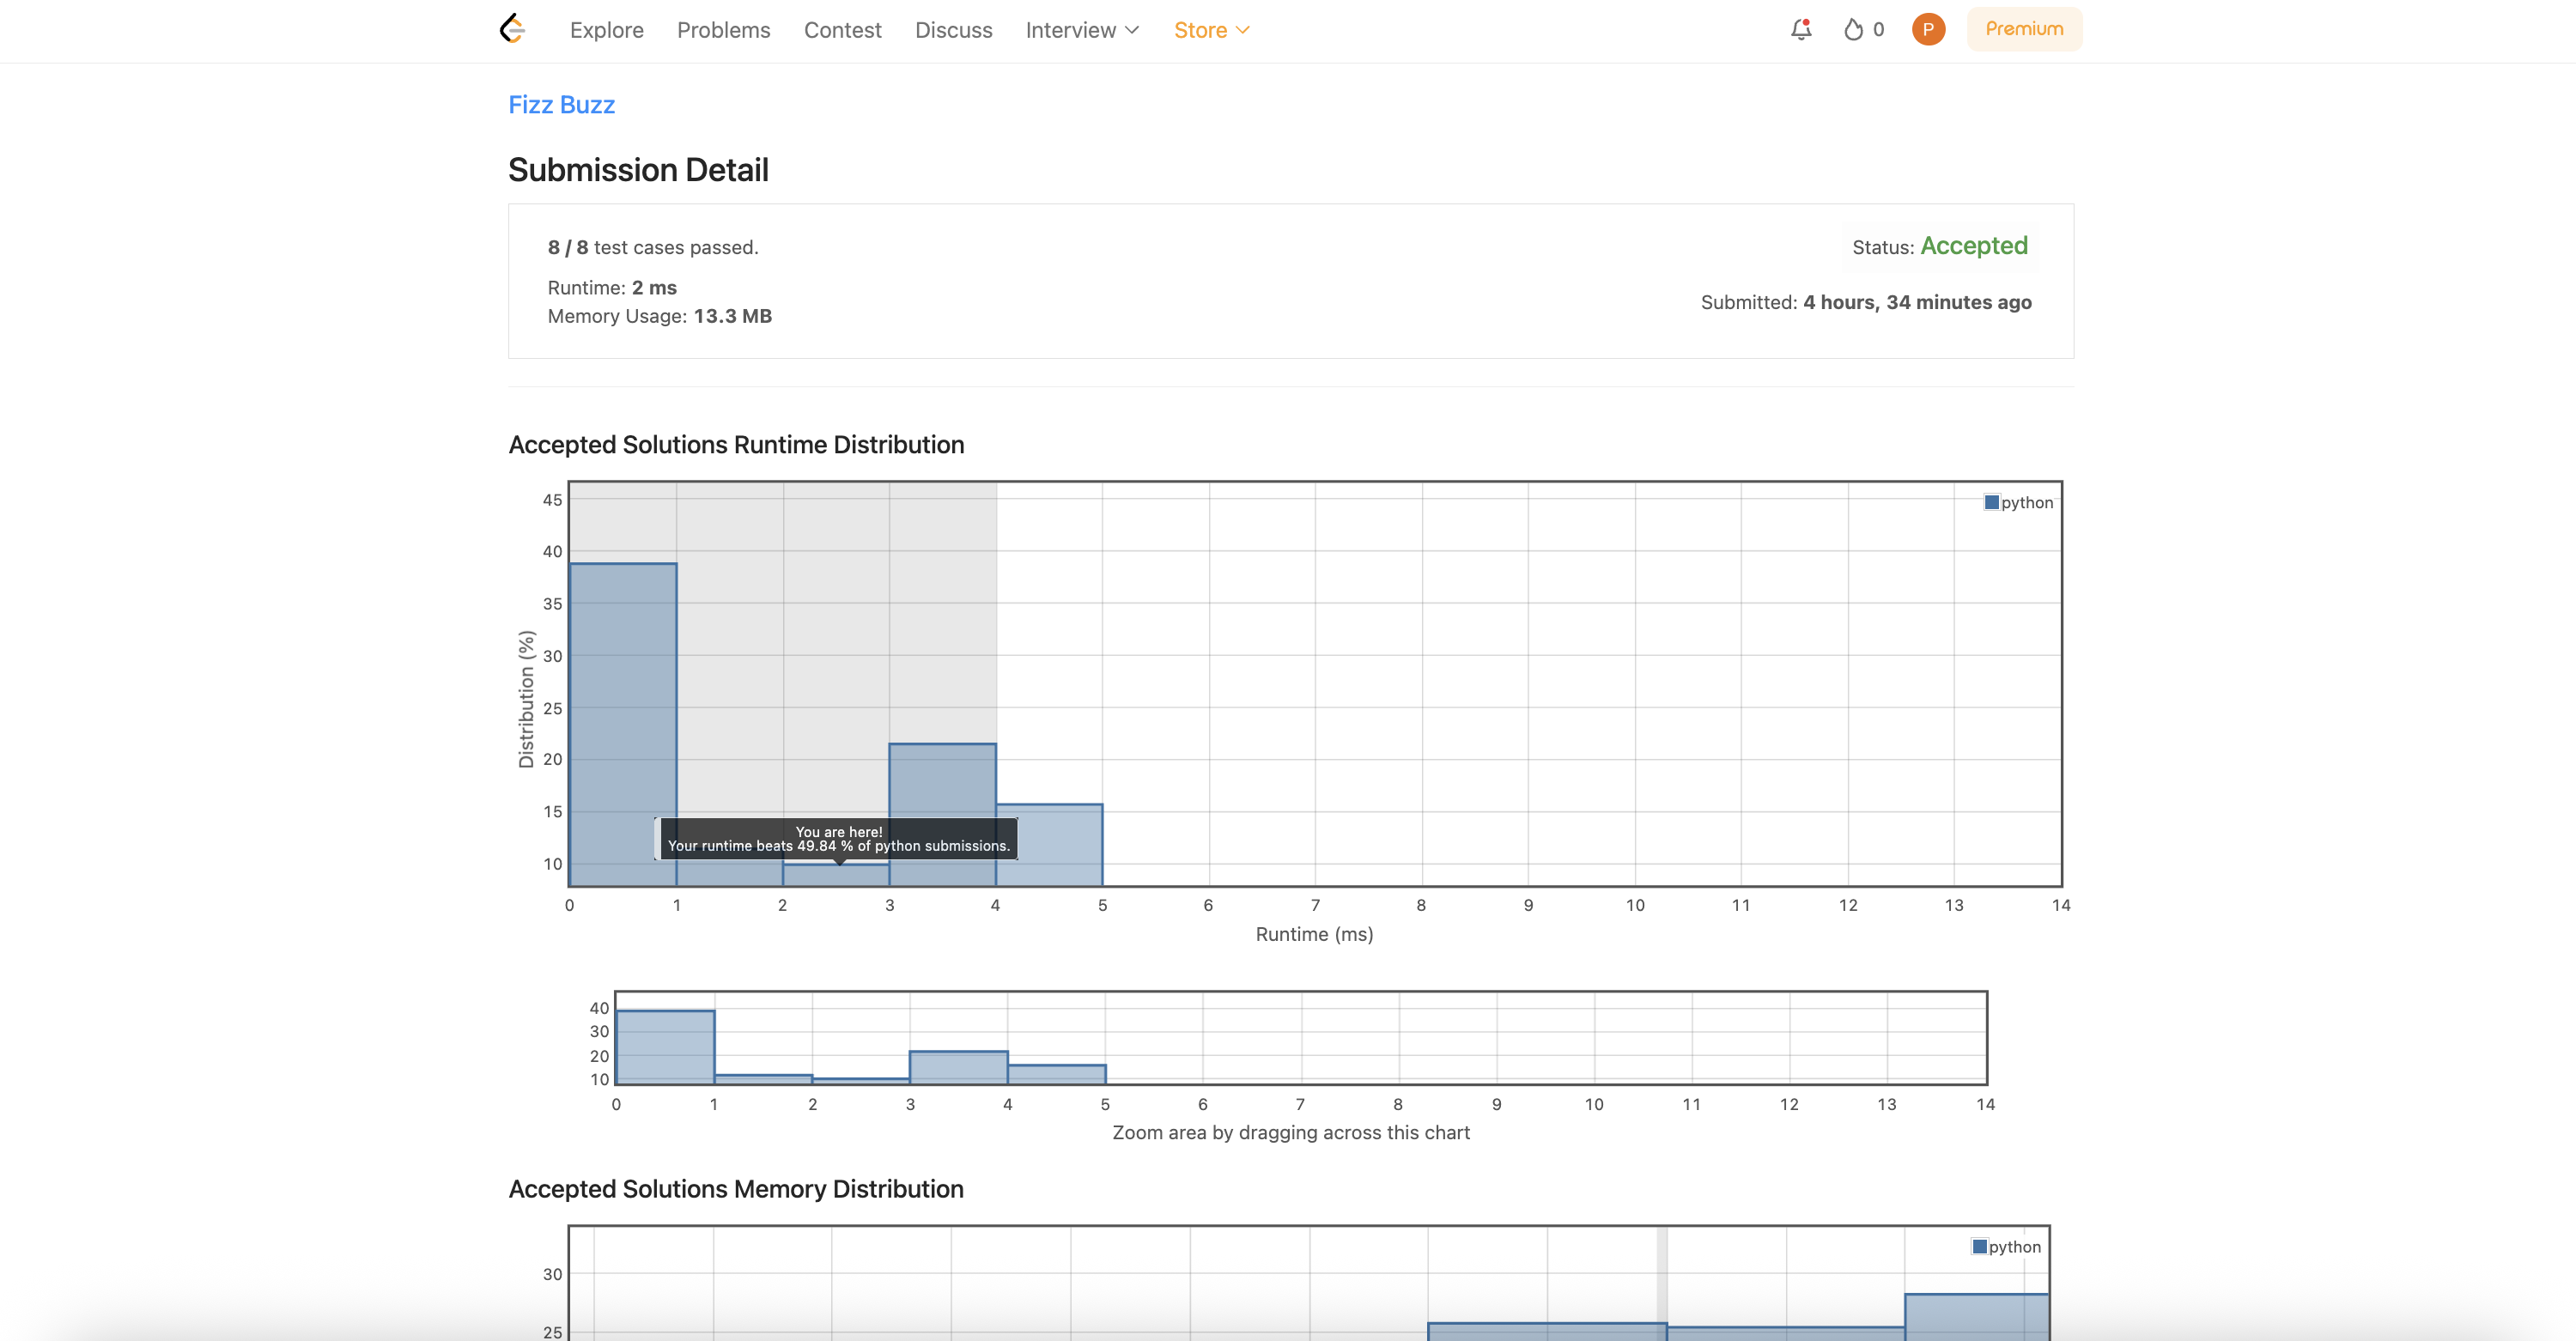 Explore Problems Contest Discuss Interview Store 0 P Premium
Fizz Buzz
Submission Detail
8 / 8 test cases passed.
Status: Accepted
Runtime: 2 ms
Submitted: 4 hours, 34 minutes ago
Memory Usage: 13.3 MB
Accepted Solutions Runtime Distribution
python
45
40
35
30
25
20
15
10
Distribution (%)
You are here!
Your runtime beats 49.84 % of python submissions.
0 1 2 3 4 5 6 7 8 9 10 11 12 13 14
Runtime (ms)
40
30
20
10
0 1 2 3 4 5 6 7 8 9 10 11 12 13 14
Zoom area by dragging across this chart
Accepted Solutions Memory Distribution
python
30
25